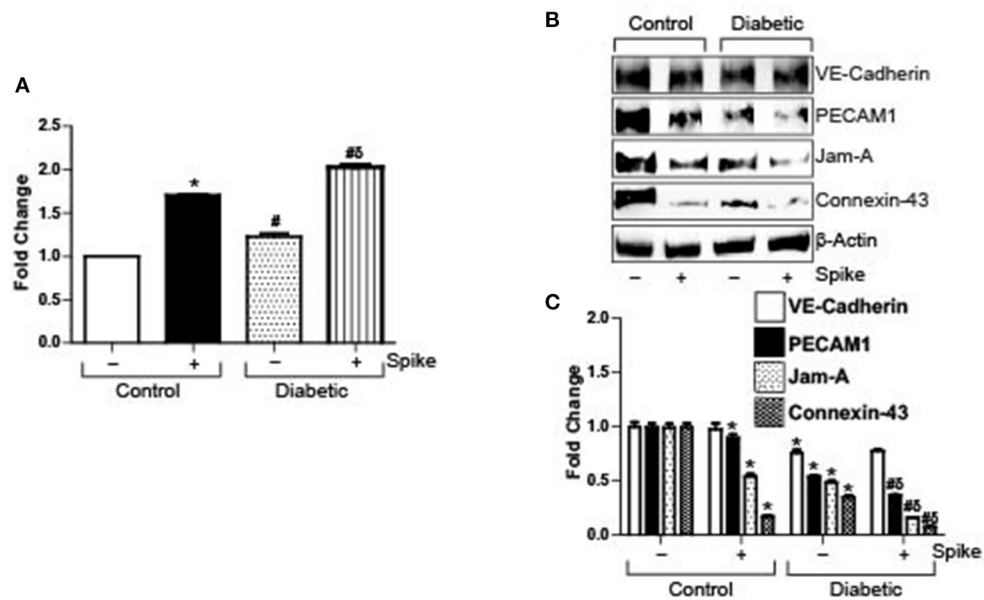 A
Fold Change
2.5
2.0
1.5
1.0
0.5
0.0
*
#
#δ
– + – + Spike
Control Diabetic
B
Control Diabetic
VE-Cadherin
PECAM1
Jam-A
Connexin-43
β-Actin
– + – + Spike
C
Fold Change
2.0
1.5
1.0
0.5
0.0
VE-Cadherin
PECAM1
Jam-A
Connexin-43
* * *
* * * *
#δ #δ #δ
– + – + Spike
Control Diabetic